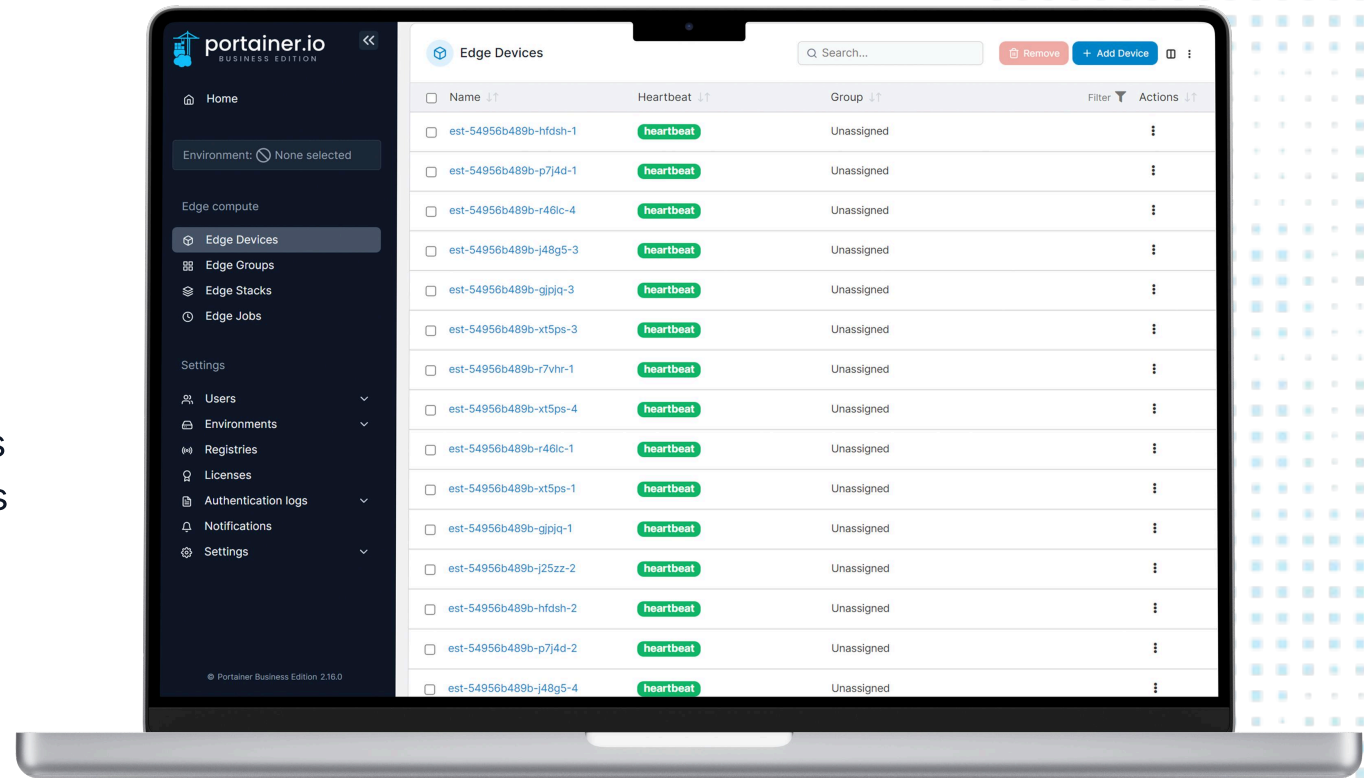 portainer.io
BUSINESS EDITION
Home
Environment: None selected
Edge compute
Edge Devices
Edge Groups
Edge Stacks
Edge Jobs
Settings
Users
Environments
Registries
Licenses
Authentication logs
Notifications
Settings
© Portainer Business Edition 2.16.0
Edge Devices Search... Remove + Add Device
Name Heartbeat Group Filter Actions
est-54956b489b-hfdsh-1 heartbeat Unassigned
est-54956b489b-p7j4d-1 heartbeat Unassigned
est-54956b489b-r46lc-4 heartbeat Unassigned
est-54956b489b-j48g5-3 heartbeat Unassigned
est-54956b489b-gjpjq-3 heartbeat Unassigned
est-54956b489b-xt5ps-3 heartbeat Unassigned
est-54956b489b-r7vhr-1 heartbeat Unassigned
est-54956b489b-xt5ps-4 heartbeat Unassigned
est-54956b489b-r46lc-1 heartbeat Unassigned
est-54956b489b-xt5ps-1 heartbeat Unassigned
est-54956b489b-gjpjq-1 heartbeat Unassigned
est-54956b489b-j25zz-2 heartbeat Unassigned
est-54956b489b-hfdsh-2 heartbeat Unassigned
est-54956b489b-p7j4d-2 heartbeat Unassigned
est-54956b489b-j48g5-4 heartbeat Unassigned